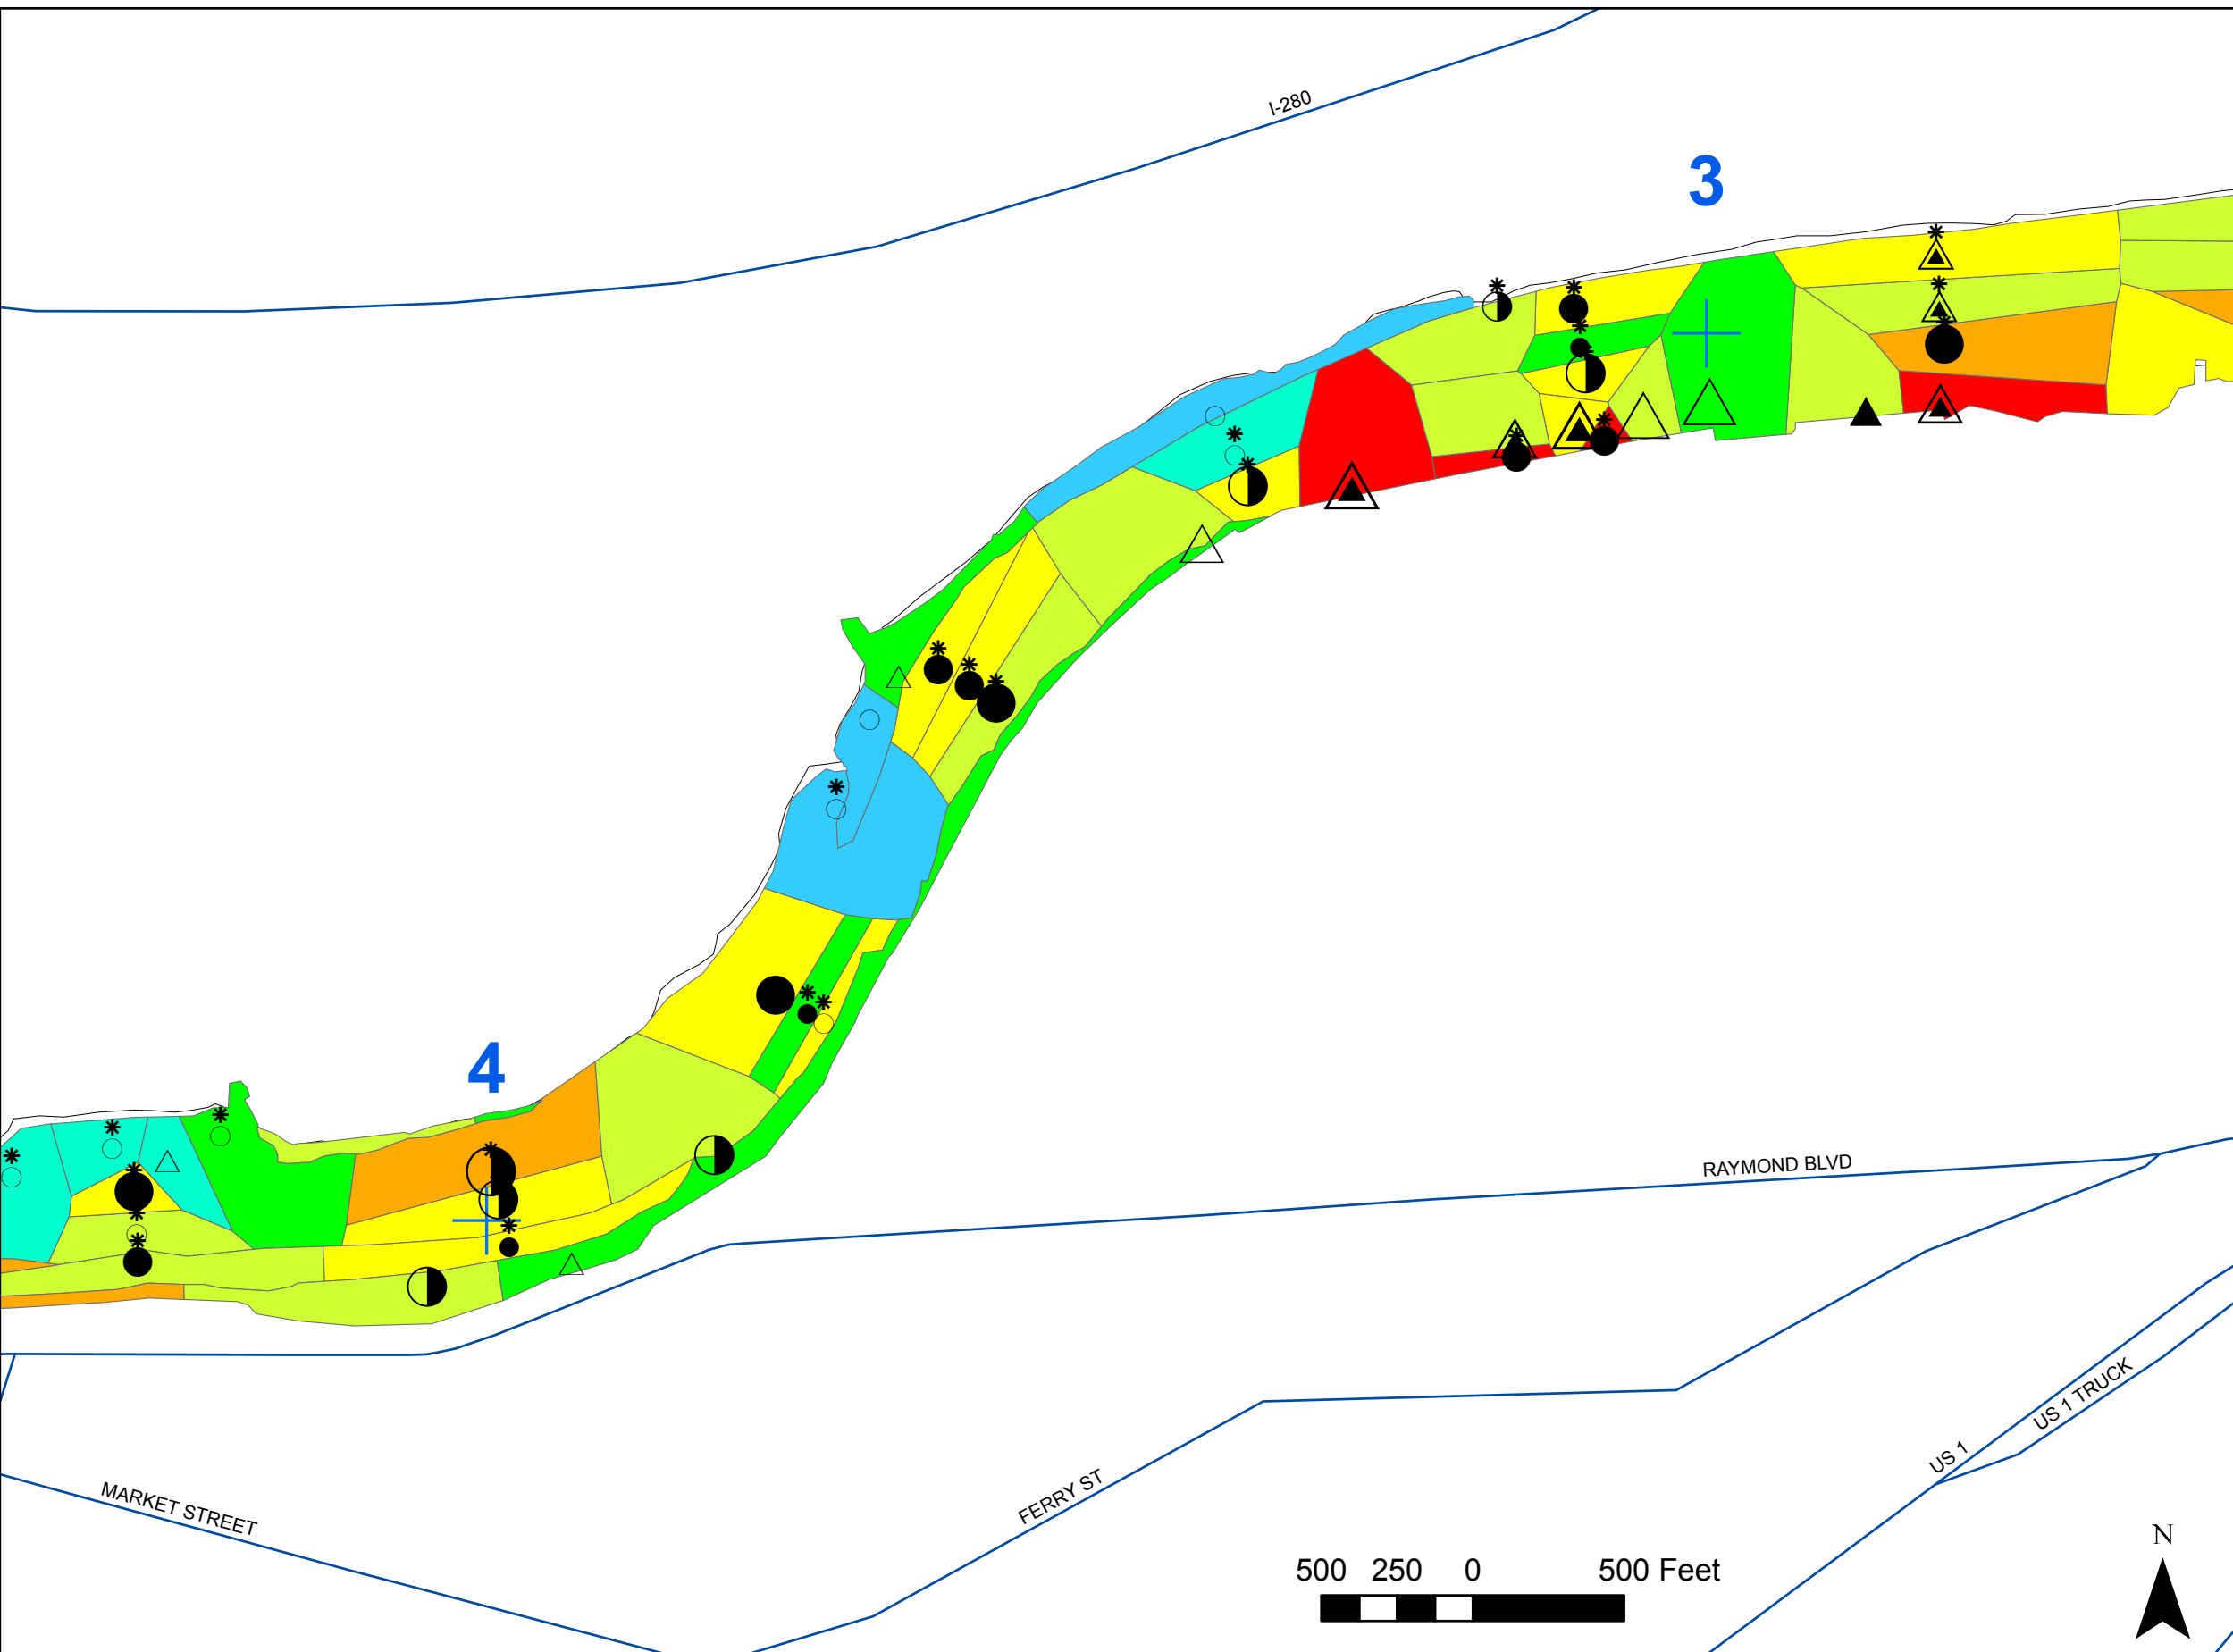 I-280
3
4
RAYMOND BLVD
MARKET STREET
FERRY ST
US 1
US 1 TRUCK
N
500 250 0 500 Feet